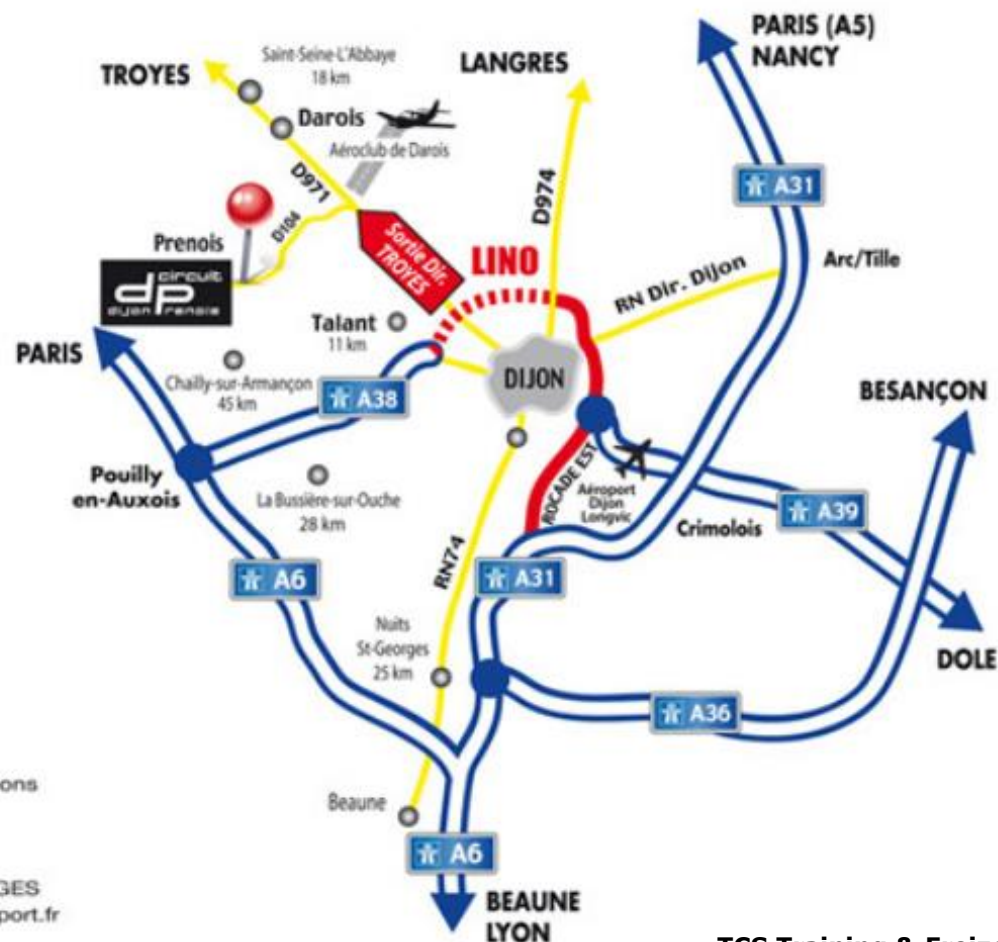 PARIS (A5)
NANCY
Saint-Seine-L'Abbaye
18 km
TROYES
LANGRES
Darois
Aéroclub de Darois
D971
D974
A31
D104
Prenois
Sortie Dir.
TROYES
LINO
RN Dir. Dijon
Arc/Tille
circuit
dp
dijon prenois
Talant
11 km
PARIS
DIJON
Chailly-sur-Armançon
45 km
A38
BESANÇON
Pouilly
en-Auxois
La Bussière-sur-Ouche
28 km
ROCADE EST
Aéroport
Dijon
Longvic
Crimolois
A39
RN74
A6
A31
Nuits
St-Georges
25 km
DOLE
A36
ons
Beaune
A6
GES
port.fr
BEAUNE
LYON